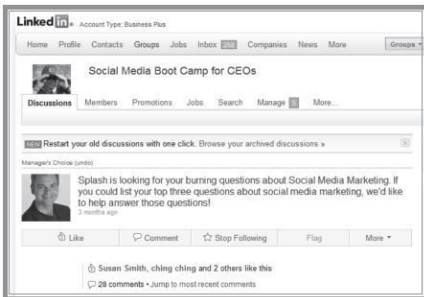 Linked in Account Type: Business Plus
Home Profile Contacts Groups Jobs Inbox Companies News More Groups
Social Media Boot Camp for CEOs
Discussions Members Promotions Jobs Search Manage More...
NEW Restart your old discussions with one click. Browse your archived discussions »
Manager's Choice (undo)
Splash is looking for your burning questions about Social Media Marketing. If
you could list your top three questions about social media marketing, we'd like
to help answer those questions!
3 months ago
Like Comment Stop Following Flag More
Susan Smith, ching ching and 2 others like this
28 comments • Jump to most recent comments